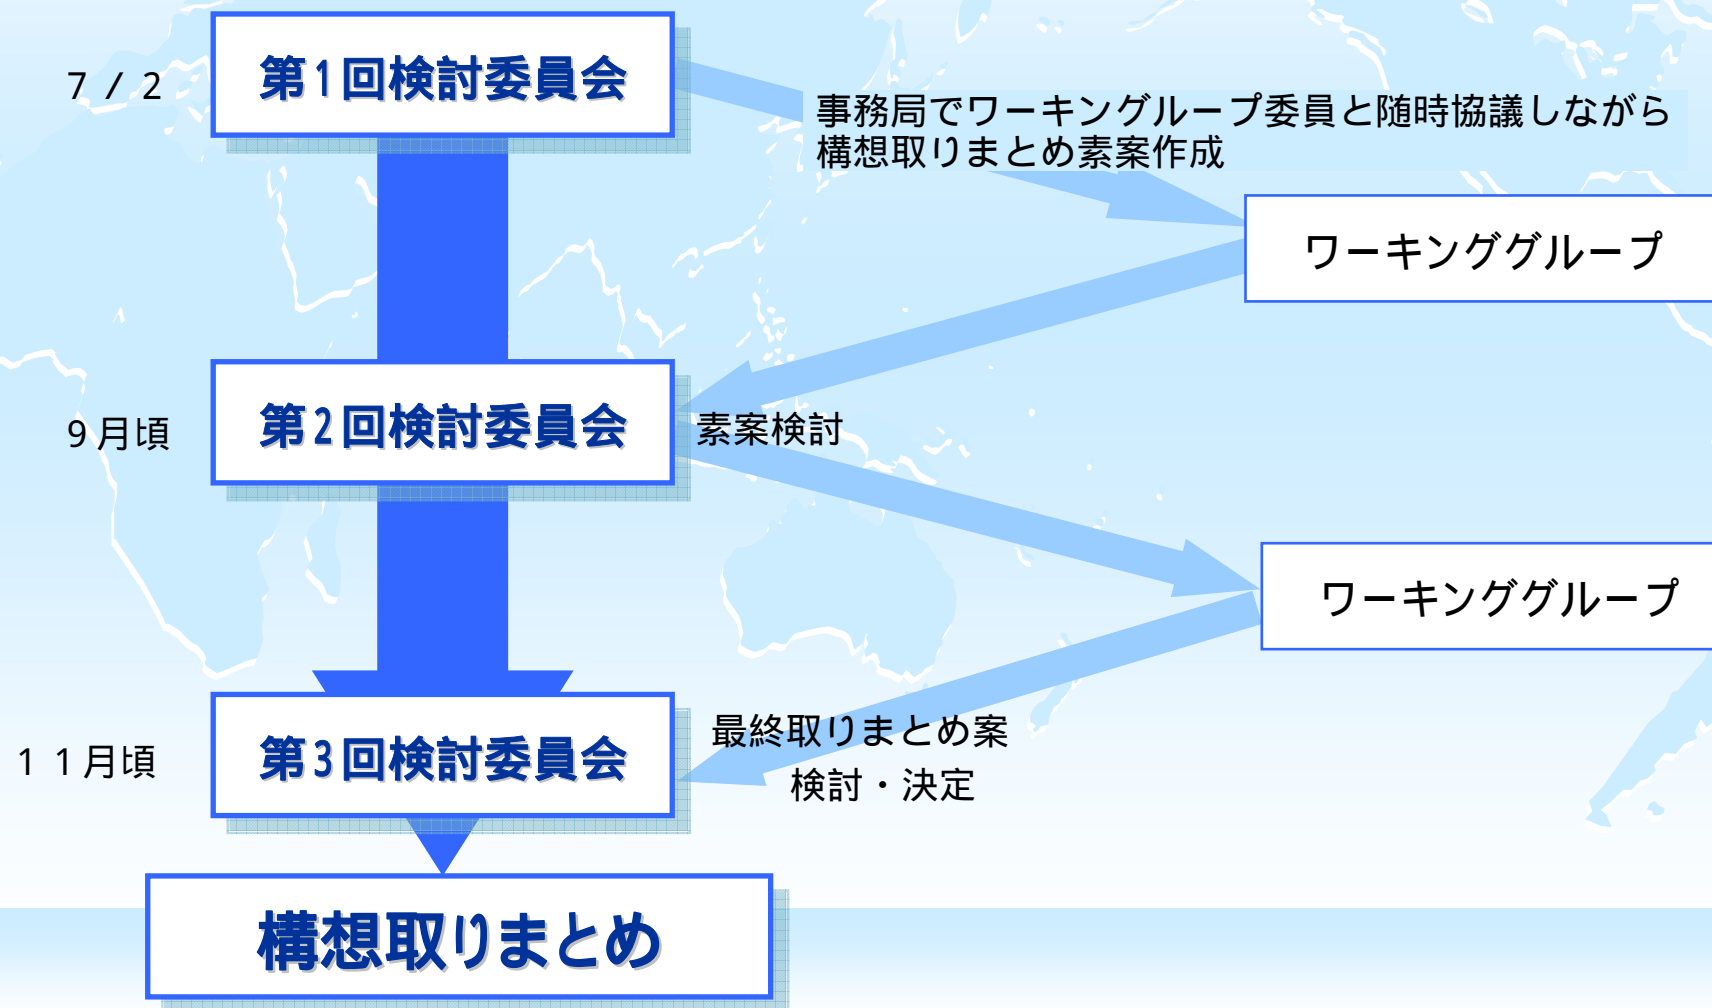 7／2
第1回検討委員会
事務局でワーキングループ委員と随時協議しながら
構想取りまとめ素案作成
ワーキンググループ
9月頃
第2回検討委員会
素案検討
ワーキンググループ
11月頃
第3回検討委員会
最終取りまとめ案
検討・決定
構想取りまとめ